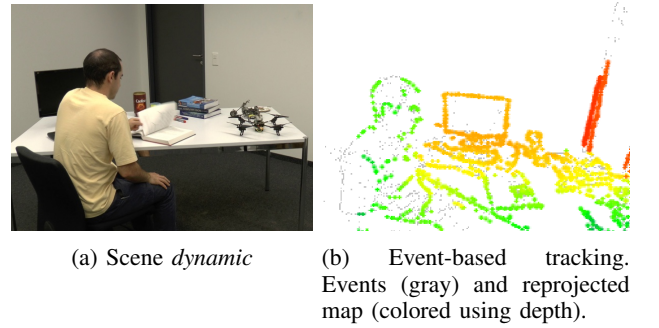 (a) Scene dynamic
(b) Event-based tracking.
Events (gray) and reprojected
map (colored using depth).